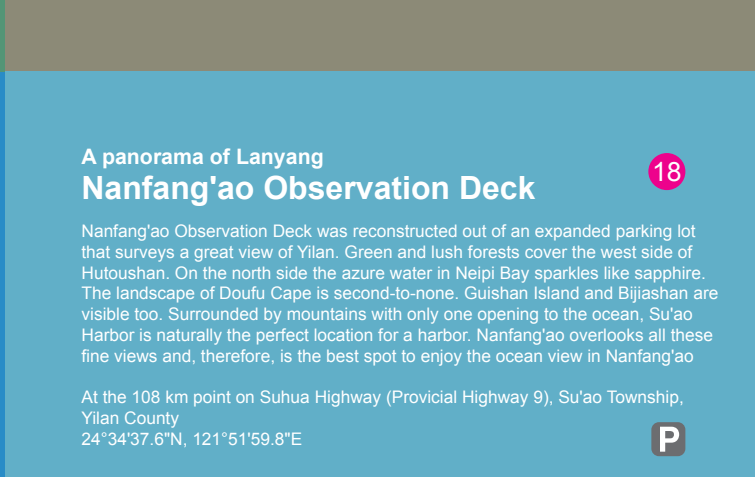 A panorama of Lanyang
Nanfang'ao Observation Deck
18
Nanfang'ao Observation Deck was reconstructed out of an expanded parking lot
that surveys a great view of Yilan. Green and lush forests cover the west side of
Hutoushan. On the north side the azure water in Neipi Bay sparkles like sapphire.
The landscape of Doufu Cape is second-to-none. Guishan Island and Bijiashan are
visible too. Surrounded by mountains with only one opening to the ocean, Su'ao
Harbor is naturally the perfect location for a harbor. Nanfang'ao overlooks all these
fine views and, therefore, is the best spot to enjoy the ocean view in Nanfang'ao
At the 108 km point on Suhua Highway (Provicial Highway 9), Su'ao Township,
Yilan County
24°34'37.6"N, 121°51'59.8"E
P